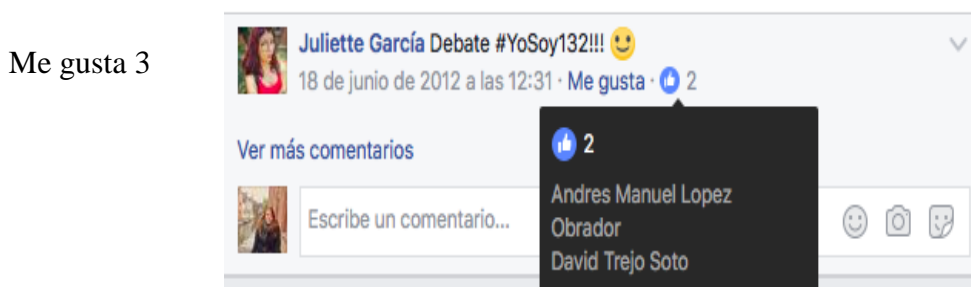 Me gusta 3
Juliette García Debate #YoSoy132!!!
18 de junio de 2012 a las 12:31 · Me gusta · 2
Ver más comentarios
2
Andres Manuel Lopez
Obrador
David Trejo Soto
Escribe un comentario...